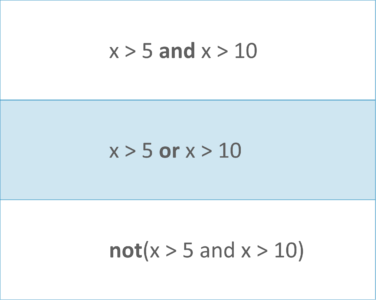 x > 5 and x > 10
x > 5 or x > 10
not(x > 5 and x > 10)